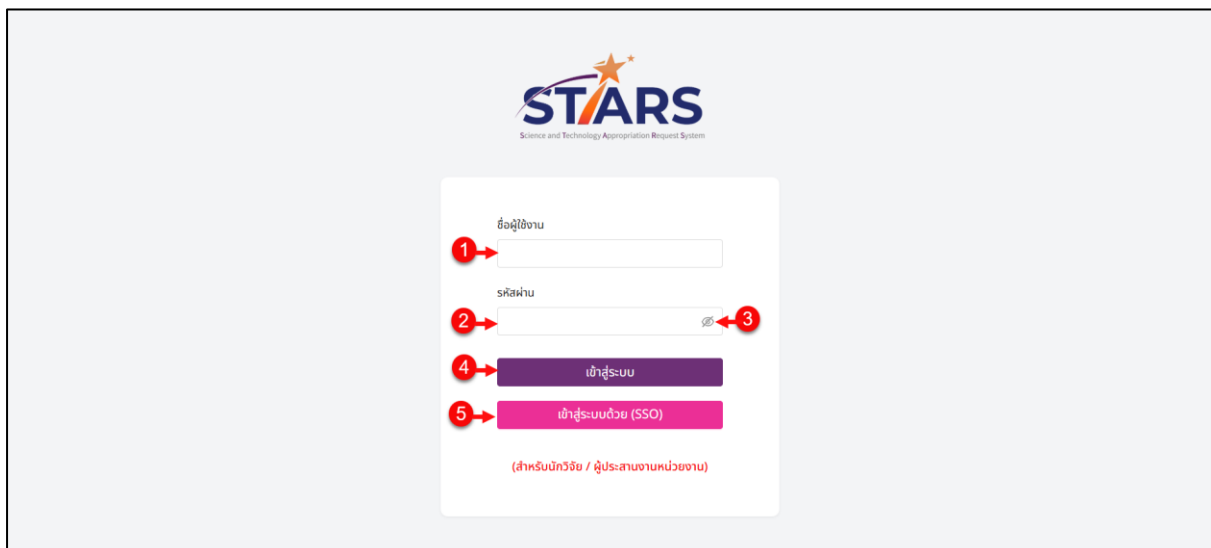 STARS
Science and Technology Appropriation Request System
ชื่อผู้ใช้งาน
1
รหัสผ่าน
2 3
4 เข้าสู่ระบบ
5 เข้าสู่ระบบด้วย (SSO)
(สำหรับนักวิจัย / ผู้ประสานงานหน่วยงาน)